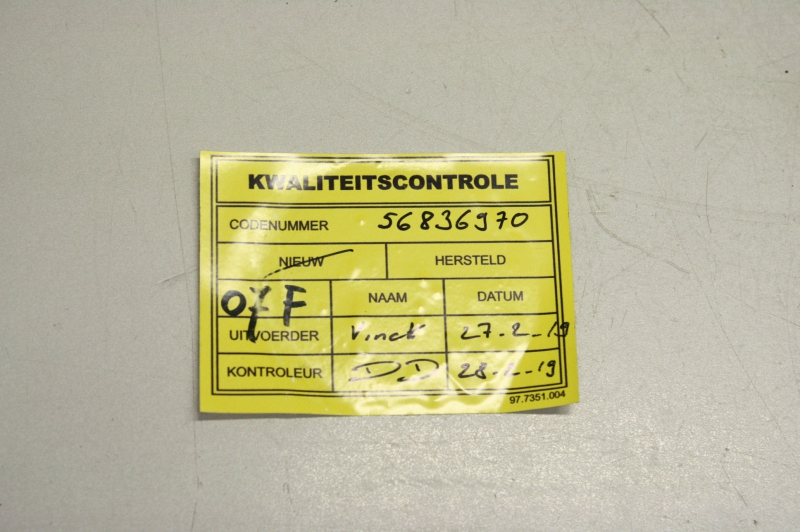 KWALITEITSCONTROLE
CODENUMMER 56836970
NIEUW HERSTELD
07F NAAM DATUM
UITVOERDER Vinck 27-2-19
KONTROLEUR DD 28-2-19
97.7351.004